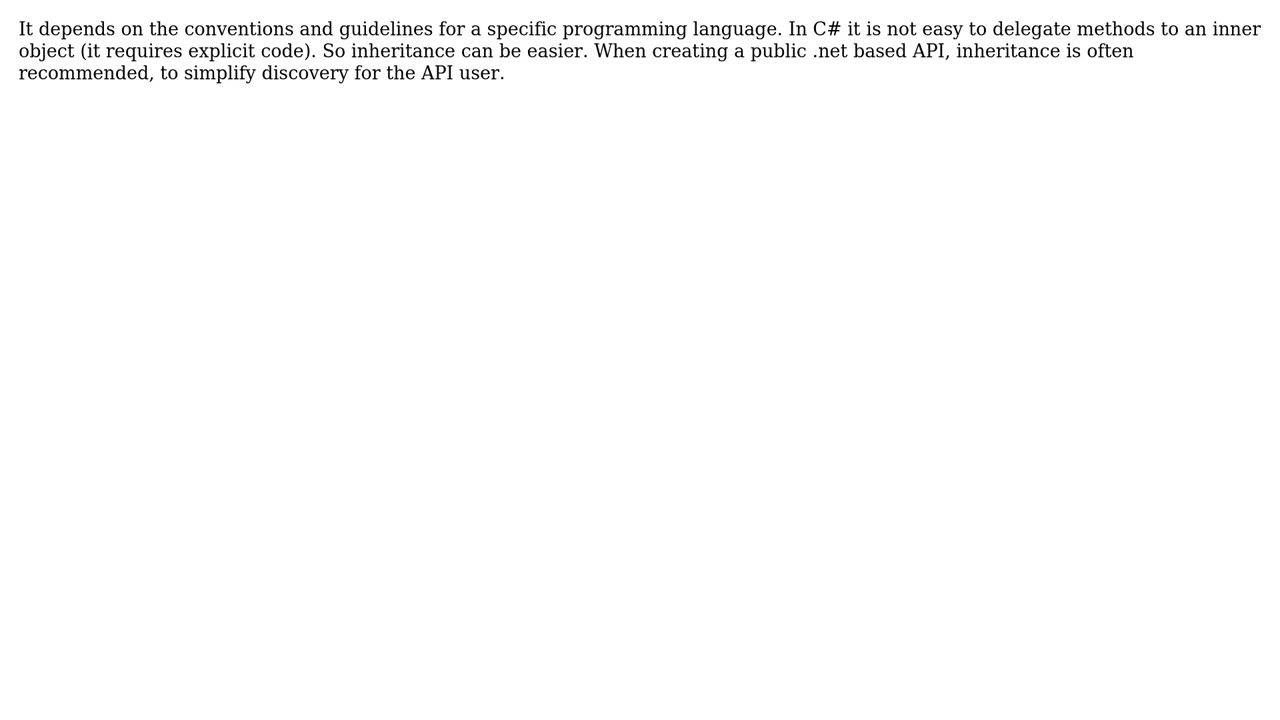 It depends on the conventions and guidelines for a specific programming language. In C# it is not easy to delegate methods to an inner
object (it requires explicit code). So inheritance can be easier. When creating a public .net based API, inheritance is often
recommended, to simplify discovery for the API user.